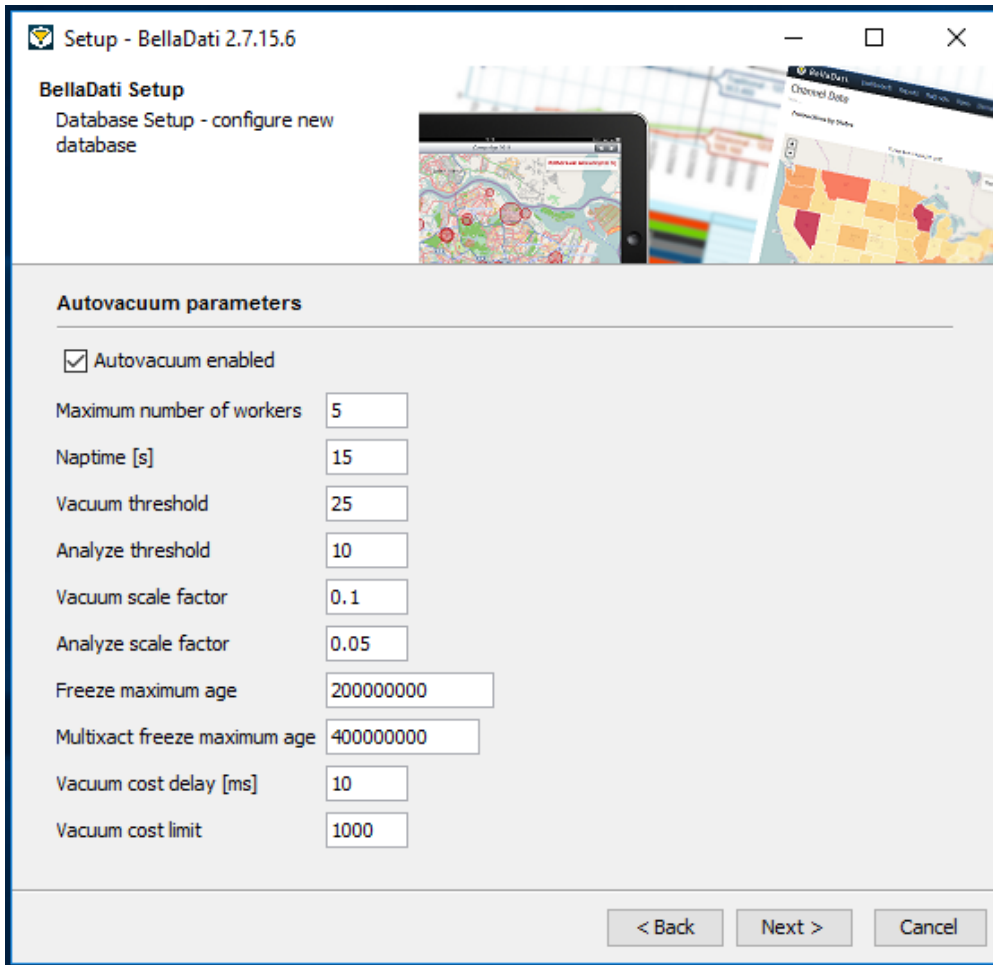 Setup - BellaDati 2.7.15.6
BellaDati Setup
Database Setup - configure new
database
BellaDati
Channel Data
Autovacuum parameters
Autovacuum enabled
Maximum number of workers 5
Naptime [s] 15
Vacuum threshold 25
Analyze threshold 10
Vacuum scale factor 0.1
Analyze scale factor 0.05
Freeze maximum age 200000000
Multixact freeze maximum age 400000000
Vacuum cost delay [ms] 10
Vacuum cost limit 1000
< Back Next > Cancel